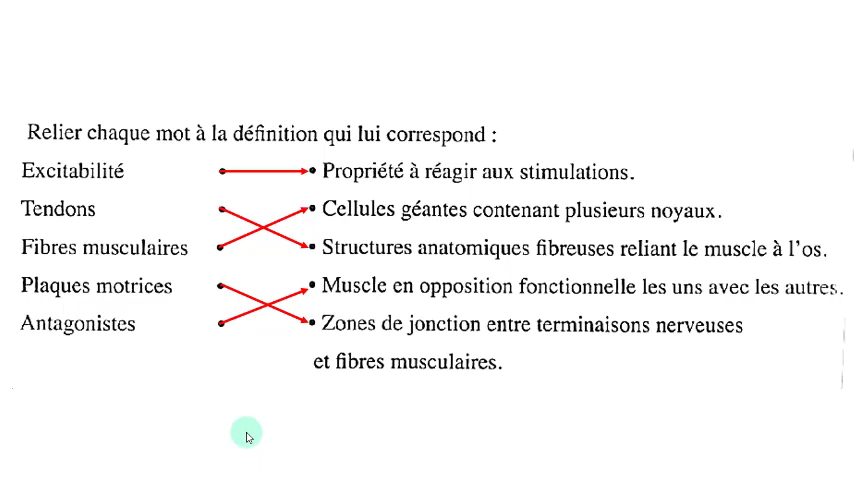 Relier chaque mot à la définition qui lui correspond :
Excitabilité • • Propriété à réagir aux stimulations.
Tendons • • Cellules géantes contenant plusieurs noyaux.
Fibres musculaires • • Structures anatomiques fibreuses reliant le muscle à l'os.
Plaques motrices • • Muscle en opposition fonctionnelle les uns avec les autres.
Antagonistes • • Zones de jonction entre terminaisons nerveuses
et fibres musculaires.